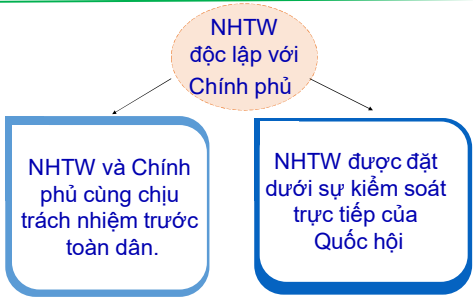 NHTW
độc lập với
Chính phủ
NHTW và Chính
phủ cùng chịu
trách nhiệm trước
toàn dân.
NHTW được đặt
dưới sự kiểm soát
trực tiếp của
Quốc hội